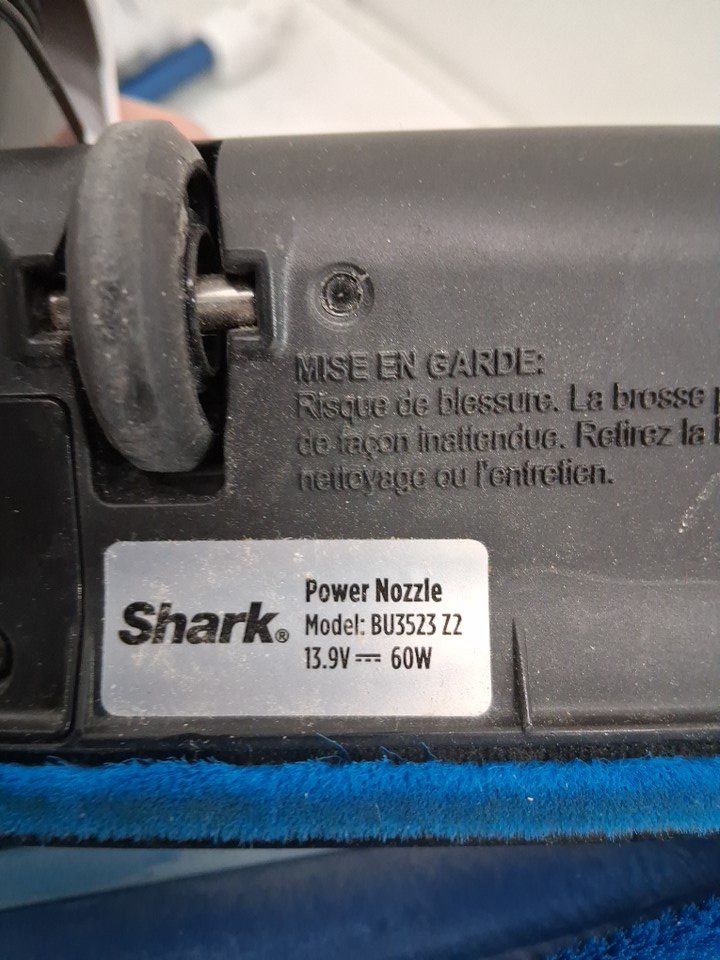 MISE EN GARDE:
Risque de blessure. La brosse
de façon inattendue. Retirez la
nettoyage ou l'entretien.
Shark®
Power Nozzle
Model: BU3523 Z2
13.9V ⎓ 60W